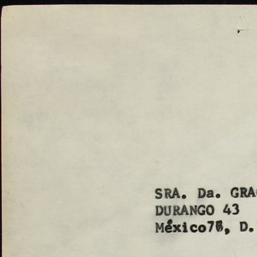 SRA. Da. GRA
DURANGO 43
México7, D.